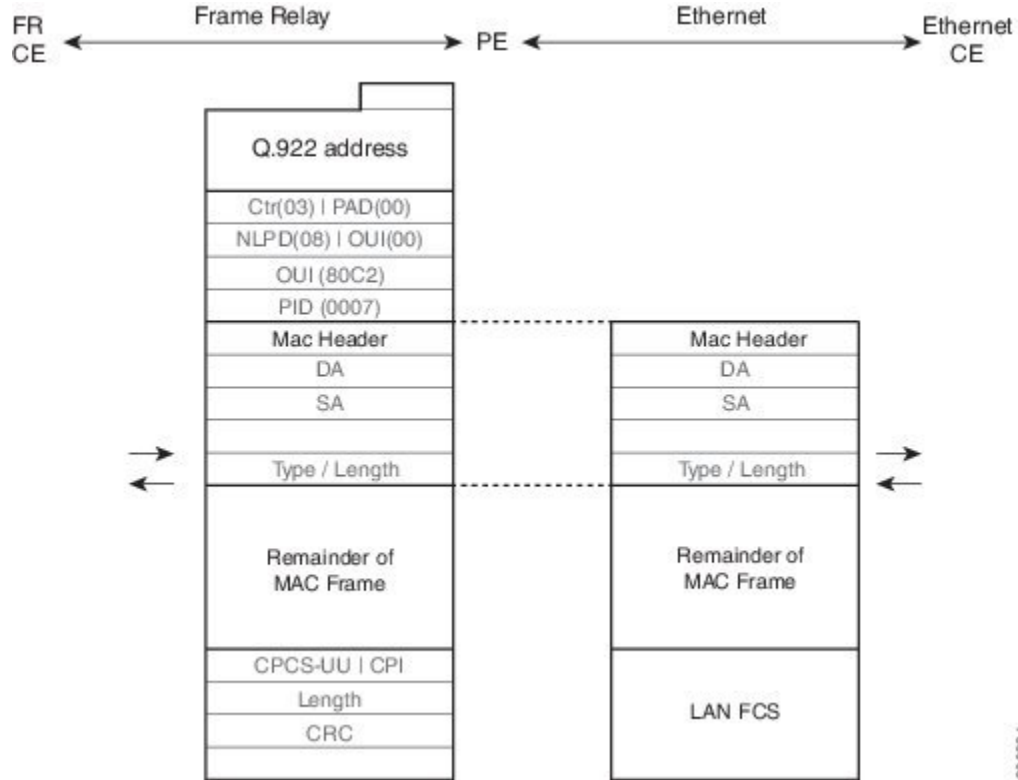 FR CE
Frame Relay
PE
Ethernet
Ethernet CE
Q.922 address
Ctr(03) | PAD(00)
NLPD(08) | OUI(00)
OUI (80C2)
PID (0007)
Mac Header
DA
SA
Type / Length
Remainder of
MAC Frame
CPCS-UU | CPI
Length
CRC
Mac Header
DA
SA
Type / Length
Remainder of
MAC Frame
LAN FCS